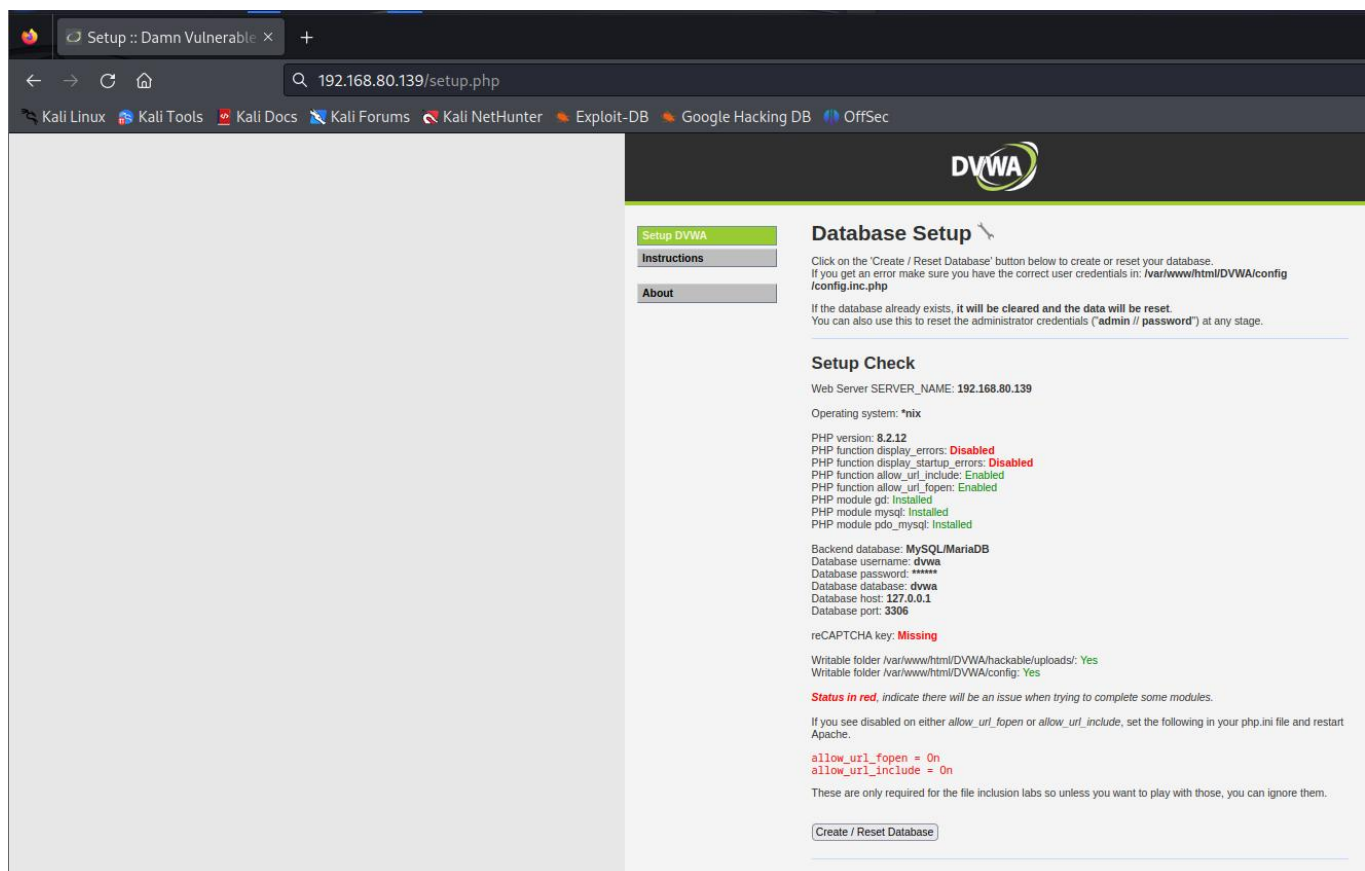 Setup :: Damn Vulnerable
192.168.80.139/setup.php
Kali Linux Kali Tools Kali Docs Kali Forums Kali NetHunter Exploit-DB Google Hacking DB OffSec
DVWA
Setup DVWA
Instructions
About
Database Setup
Click on the 'Create / Reset Database' button below to create or reset your database.
If you get an error make sure you have the correct user credentials in: /var/www/html/DVWA/config
/config.inc.php
If the database already exists, it will be cleared and the data will be reset.
You can also use this to reset the administrator credentials ("admin // password") at any stage.
Setup Check
Web Server SERVER_NAME: 192.168.80.139
Operating system: *nix
PHP version: 8.2.12
PHP function display_errors: Disabled
PHP function display_startup_errors: Disabled
PHP function allow_url_include: Enabled
PHP function allow_url_fopen: Enabled
PHP module gd: Installed
PHP module mysql: Installed
PHP module pdo_mysql: Installed
Backend database: MySQL/MariaDB
Database username: dvwa
Database password: ******
Database database: dvwa
Database host: 127.0.0.1
Database port: 3306
reCAPTCHA key: Missing
Writable folder /var/www/html/DVWA/hackable/uploads/: Yes
Writable folder /var/www/html/DVWA/config: Yes
Status in red, indicate there will be an issue when trying to complete some modules.
If you see disabled on either allow_url_fopen or allow_url_include, set the following in your php.ini file and restart
Apache.
allow_url_fopen = On
allow_url_include = On
These are only required for the file inclusion labs so unless you want to play with those, you can ignore them.
Create / Reset Database